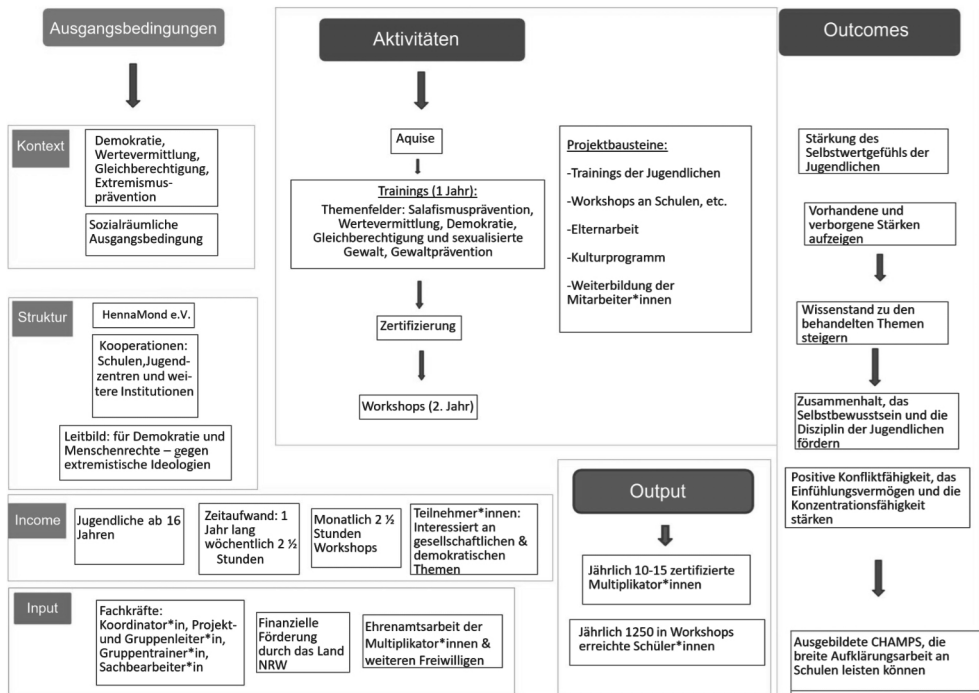 Ausgangsbedingungen
Kontext
Demokratie,
Wertevermittlung,
Gleichberechtigung,
Extremismus-
prävention
Sozialräumliche
Ausgangsbedingung
Struktur
HennaMond e.V.
Kooperationen:
Schulen,Jugend-
zentren und wei-
tere Institutionen
Leitbild: für Demokratie und
Menschenrechte – gegen
extremistische Ideologien
Income
Jugendliche ab 16
Jahren
Zeitaufwand: 1
Jahr lang
wöchentlich 2 ½
Stunden
Monatlich 2 ½
Stunden
Workshops
Teilnehmer*innen:
Interessiert an
gesellschaftlichen &
demokratischen
Themen
Input
Fachkräfte:
Koordinator*in, Projekt-
und Gruppenleiter*in,
Gruppentrainer*in,
Sachbearbeiter*in
Finanzielle
Förderung
durch das Land
NRW
Ehrenamtsarbeit der
Multiplikator*innen &
weiteren Freiwilligen
Aktivitäten
Aquise
Trainings (1 Jahr):
Themenfelder: Salafismusprävention,
Wertevermittlung, Demokratie,
Gleichberechtigung und sexualisierte
Gewalt, Gewaltprävention
Zertifizierung
Workshops (2. Jahr)
Projektbausteine:
-Trainings der Jugendlichen
-Workshops an Schulen, etc.
-Elternarbeit
-Kulturprogramm
-Weiterbildung der
Mitarbeiter*innen
Output
Jährlich 10-15 zertifizierte
Multiplikator*innen
Jährlich 1250 in Workshops
erreichte Schüler*innen
Outcomes
Stärkung des
Selbstwertgefühls der
Jugendlichen
Vorhandene und
verborgene Stärken
aufzeigen
Wissenstand zu den
behandelten Themen
steigern
Zusammenhalt, das
Selbstbewusstsein und die
Disziplin der Jugendlichen
fördern
Positive Konfliktfähigkeit, das
Einfühlungsvermögen und die
Konzentrationsfähigkeit
stärken
Ausgebildete CHAMPS, die
breite Aufklärungsarbeit an
Schulen leisten können